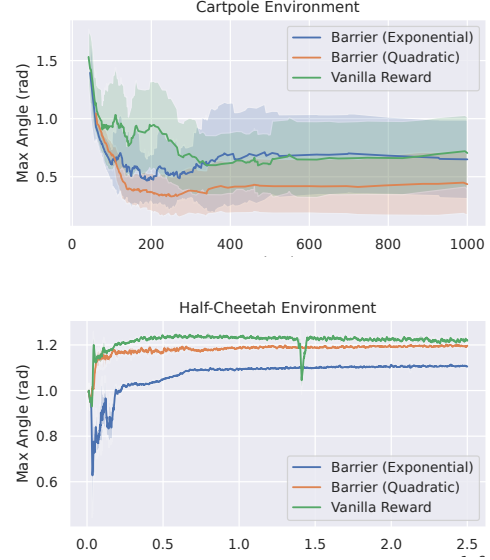 Cartpole Environment
Max Angle (rad)
1.5
1.0
0.5
Barrier (Exponential)
Barrier (Quadratic)
Vanilla Reward
0 200 400 600 800 1000
Half-Cheetah Environment
Max Angle (rad)
1.2
1.0
0.8
0.6
Barrier (Exponential)
Barrier (Quadratic)
Vanilla Reward
0.0 0.5 1.0 1.5 2.0 2.5